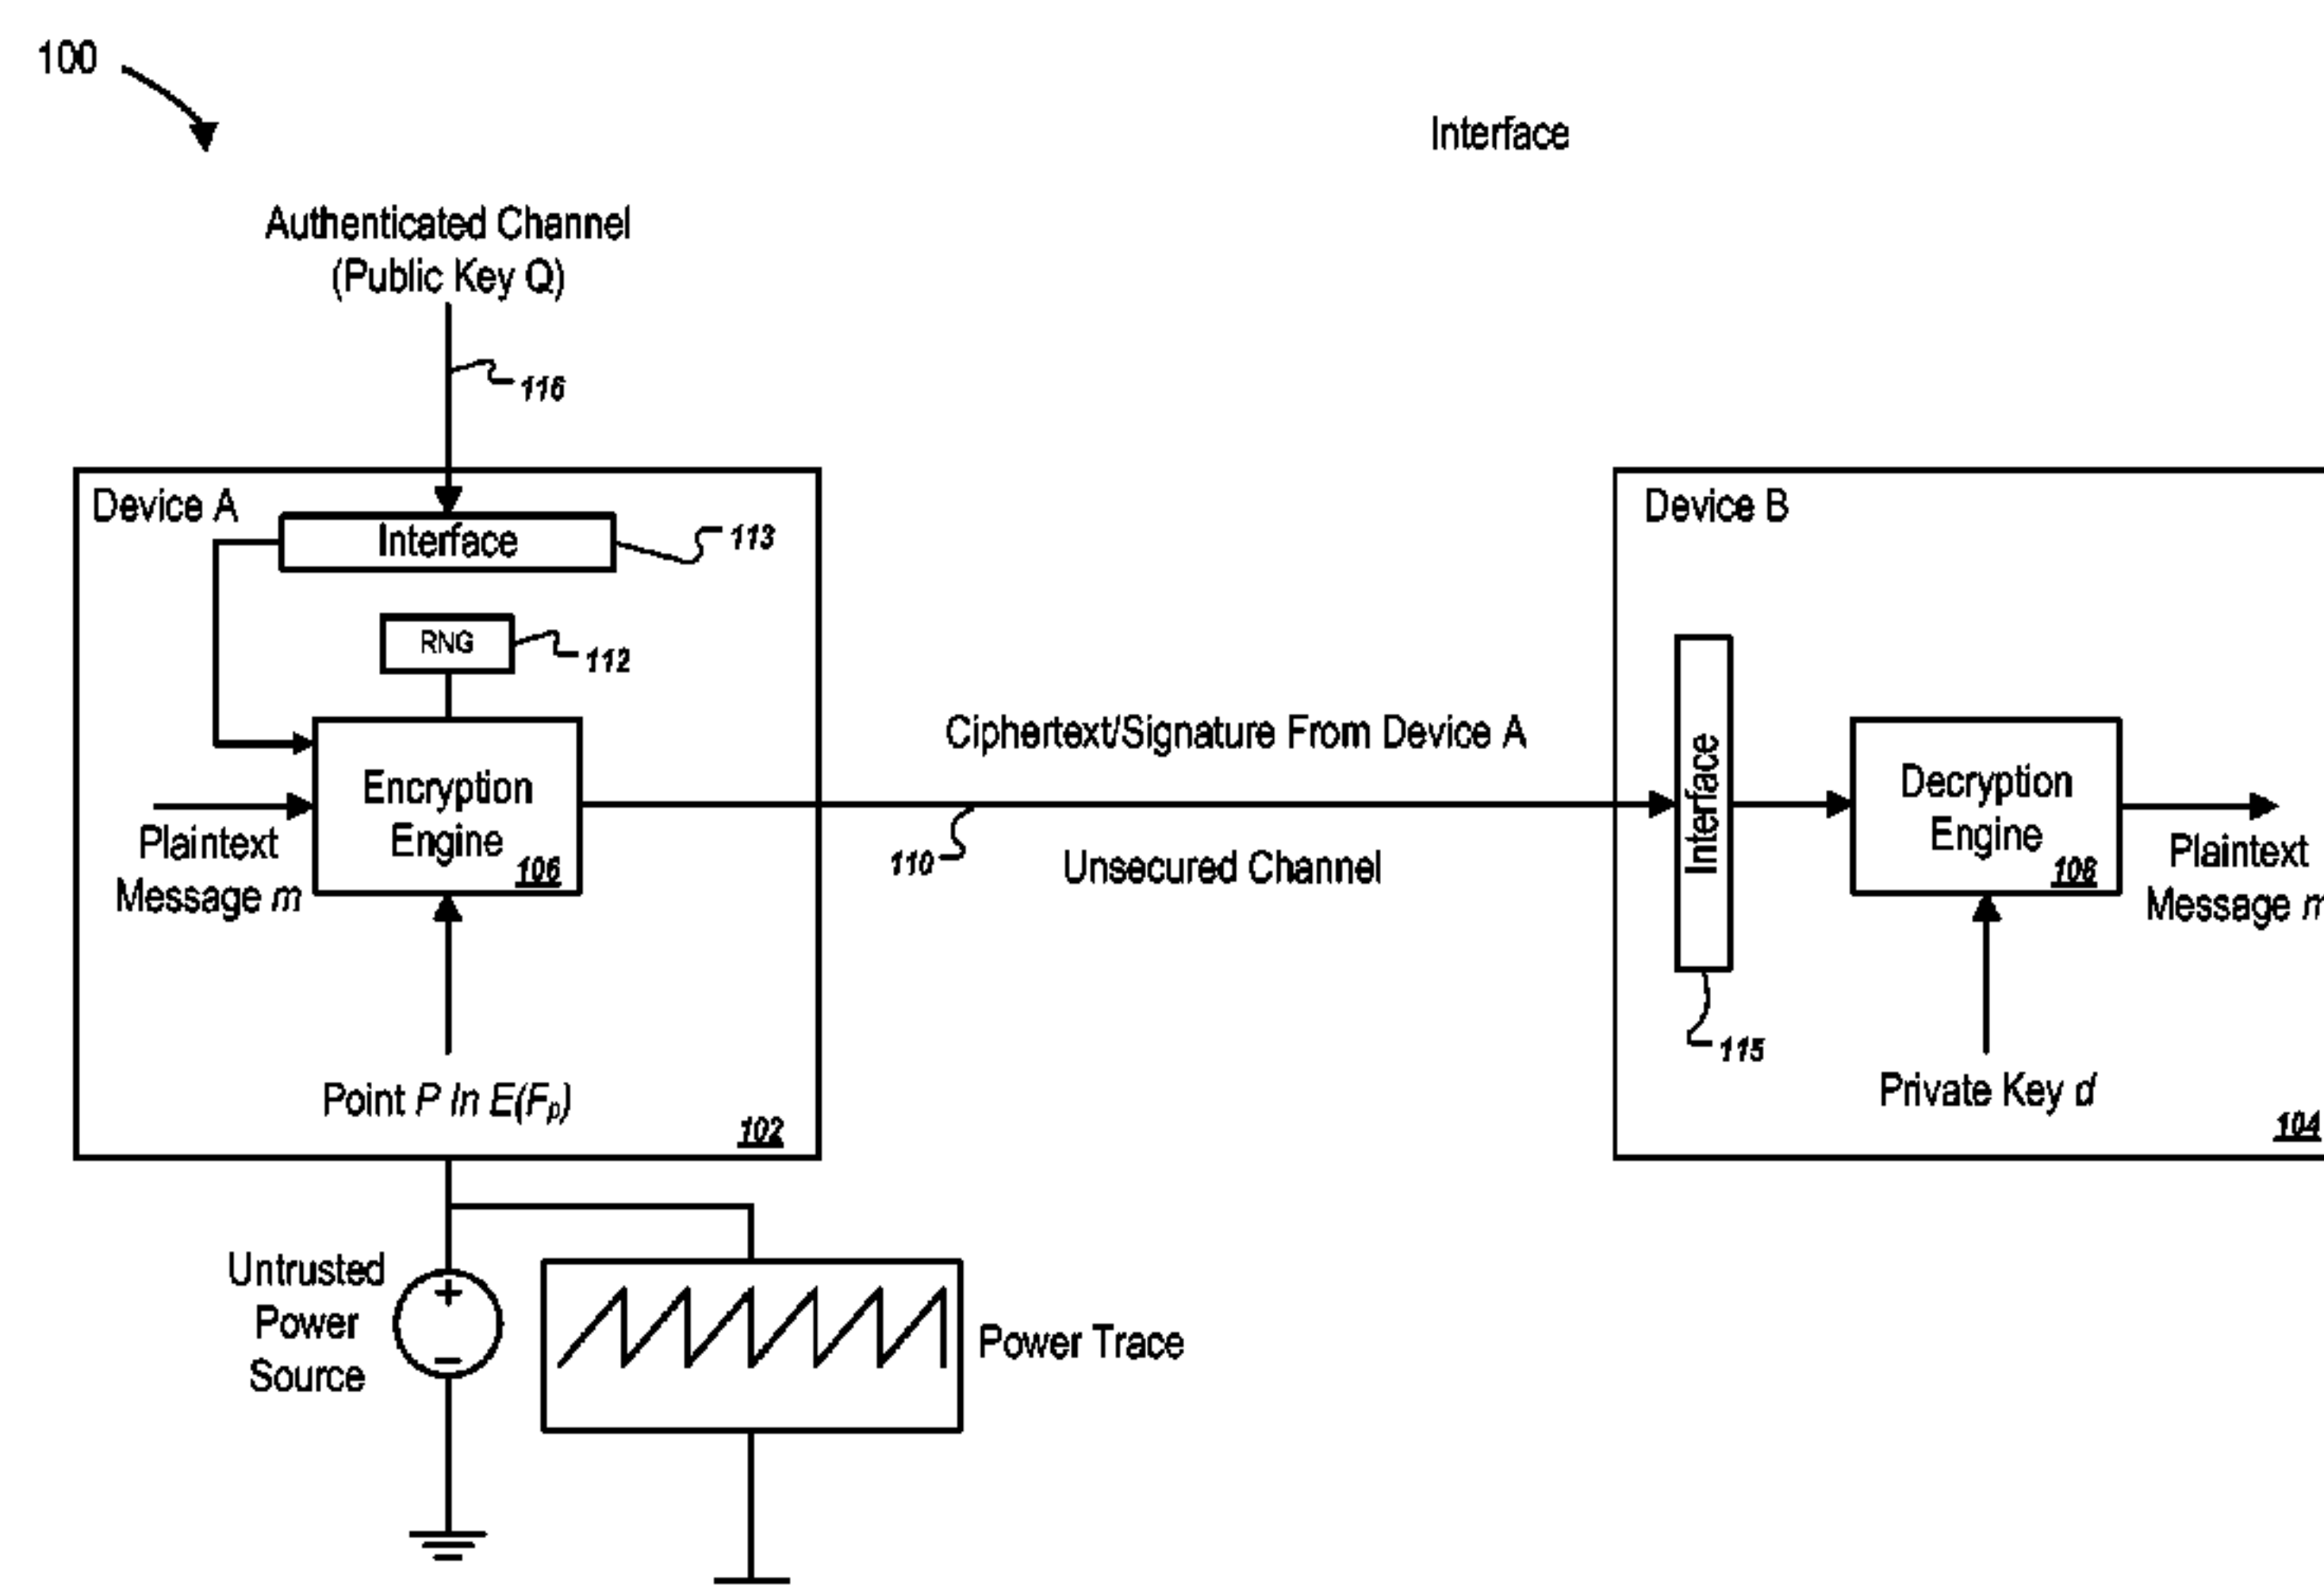 100
Interface
Authenticated Channel
(Public Key Q)
116
Device A
Interface
113
RNG
112
Encryption
Engine
106
Plaintext
Message m
Point P in E(Fp)
102
Ciphertext/Signature From Device A
110
Unsecured Channel
Device B
Interface
115
Decryption
Engine
108
Plaintext
Message m
Private Key d
104
Untrusted
Power
Source
+
−
Power Trace